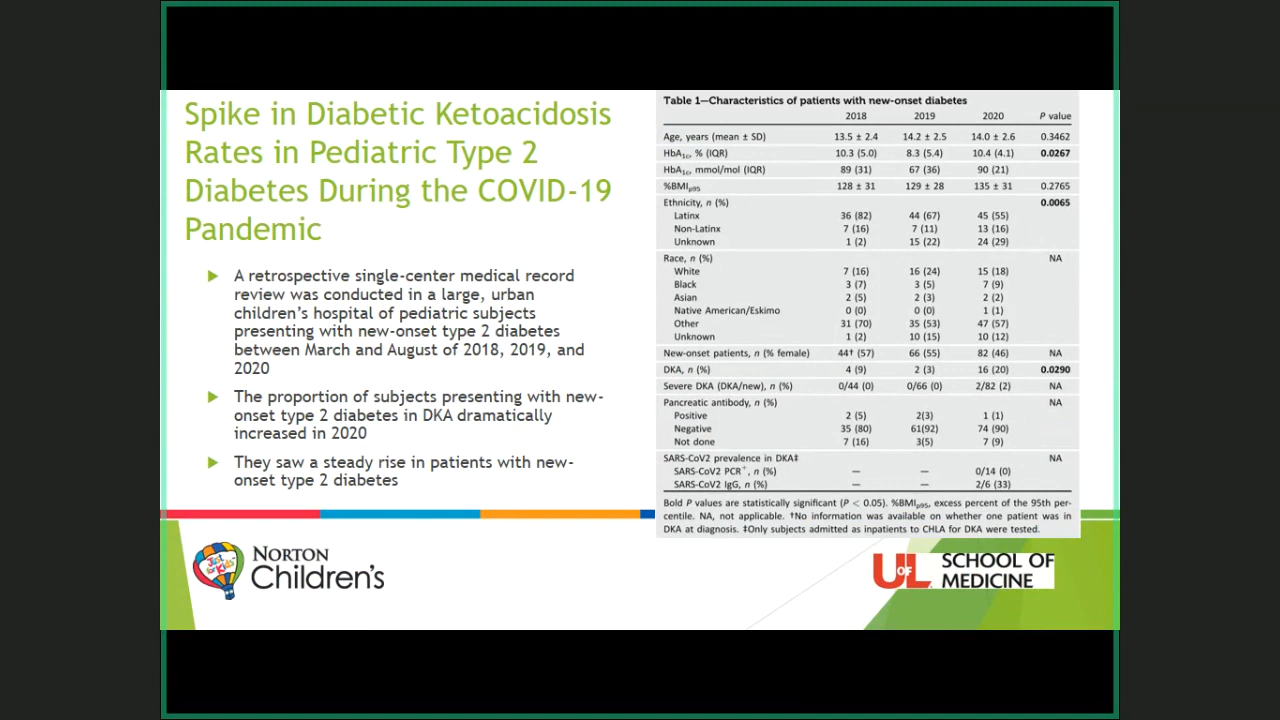 Spike in Diabetic Ketoacidosis
Rates in Pediatric Type 2
Diabetes During the COVID-19
Pandemic
A retrospective single-center medical record
review was conducted in a large, urban
children's hospital of pediatric subjects
presenting with new-onset type 2 diabetes
between March and August of 2018, 2019, and
2020
The proportion of subjects presenting with new-
onset type 2 diabetes in DKA dramatically
increased in 2020
They saw a steady rise in patients with new-
onset type 2 diabetes
Table 1—Characteristics of patients with new-onset diabetes
2018 2019 2020 P value
Age, years (mean ± SD) 13.5 ± 2.4 14.2 ± 2.5 14.0 ± 2.6 0.3462
HbA1c, % (IQR) 10.3 (5.0) 8.3 (5.4) 10.4 (4.1) 0.0267
HbA1c, mmol/mol (IQR) 89 (31) 67 (36) 90 (21)
%BMIp95 128 ± 31 129 ± 28 135 ± 31 0.2765
Ethnicity, n (%) 0.0065
Latinx 36 (82) 44 (67) 45 (55)
Non-Latinx 7 (16) 7 (11) 13 (16)
Unknown 1 (2) 15 (22) 24 (29)
Race, n (%) NA
White 7 (16) 16 (24) 15 (18)
Black 3 (7) 3 (5) 7 (9)
Asian 2 (5) 2 (3) 2 (2)
Native American/Eskimo 0 (0) 0 (0) 1 (1)
Other 31 (70) 35 (53) 47 (57)
Unknown 1 (2) 10 (15) 10 (12)
New-onset patients, n (% female) 44† (57) 66 (55) 82 (46) NA
DKA, n (%) 4 (9) 2 (3) 16 (20) 0.0290
Severe DKA (DKA/new), n (%) 0/44 (0) 0/66 (0) 2/82 (2) NA
Pancreatic antibody, n (%) NA
Positive 2 (5) 2(3) 1 (1)
Negative 35 (80) 61(92) 74 (90)
Not done 7 (16) 3(5) 7 (9)
SARS-CoV2 prevalence in DKA‡ NA
SARS-CoV2 PCR+, n (%) — — 0/14 (0)
SARS-CoV2 IgG, n (%) — — 2/6 (33)
Bold P values are statistically significant (P < 0.05). %BMIp95, excess percent of the 95th per-
centile. NA, not applicable. †No information was available on whether one patient was in
DKA at diagnosis. ‡Only subjects admitted as inpatients to CHLA for DKA were tested.
Just for Kids
NORTON
Children's
UofL SCHOOL OF
MEDICINE